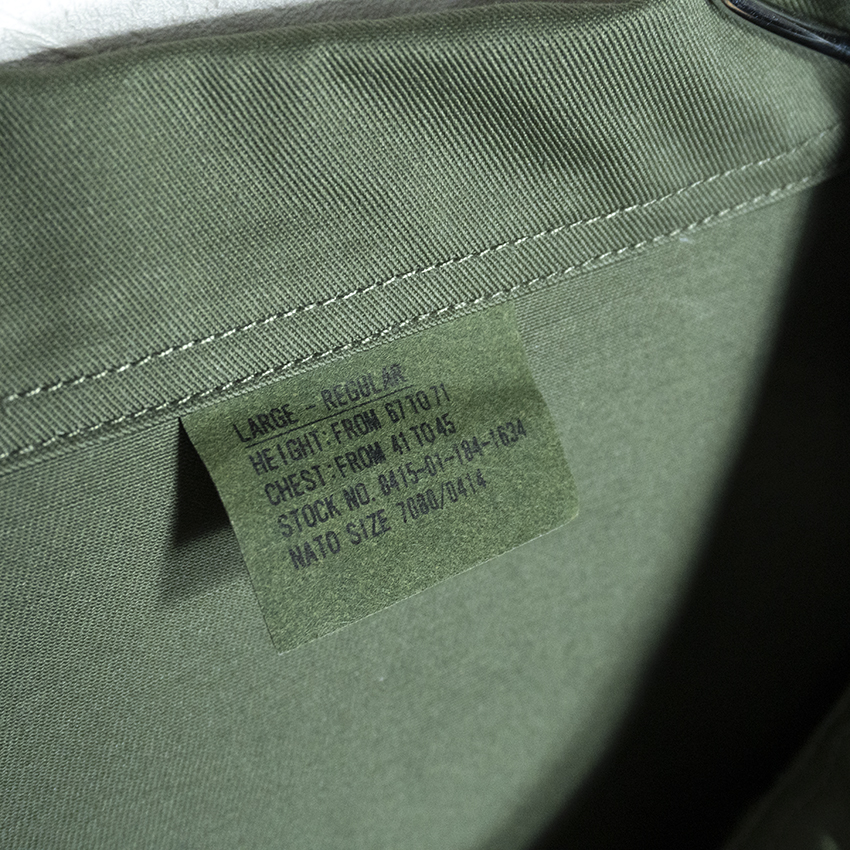 LARGE - REGULAR
HEIGHT: FROM 67 TO 71
CHEST: FROM 41 TO 45
STOCK NO. 8415-01-184-1634
NATO SIZE 7080/0414